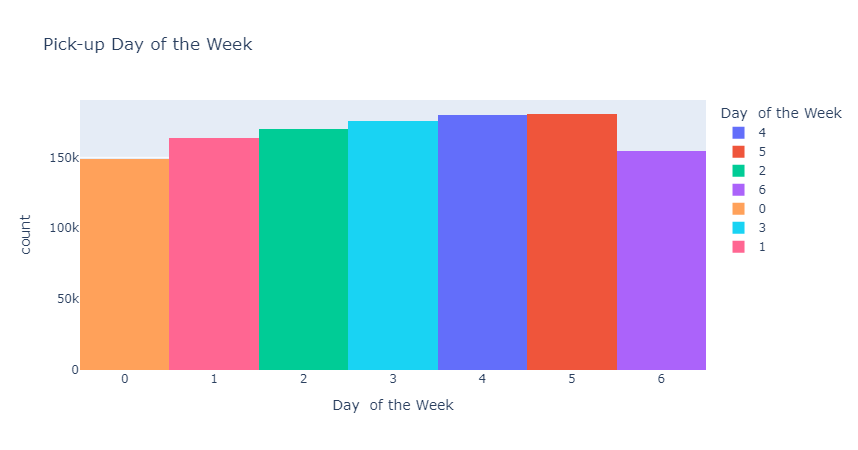 Pick-up Day of the Week
Day  of the Week
4
5
2
6
0
3
1
150k
100k
50k
0
count
0 1 2 3 4 5 6
Day  of the Week